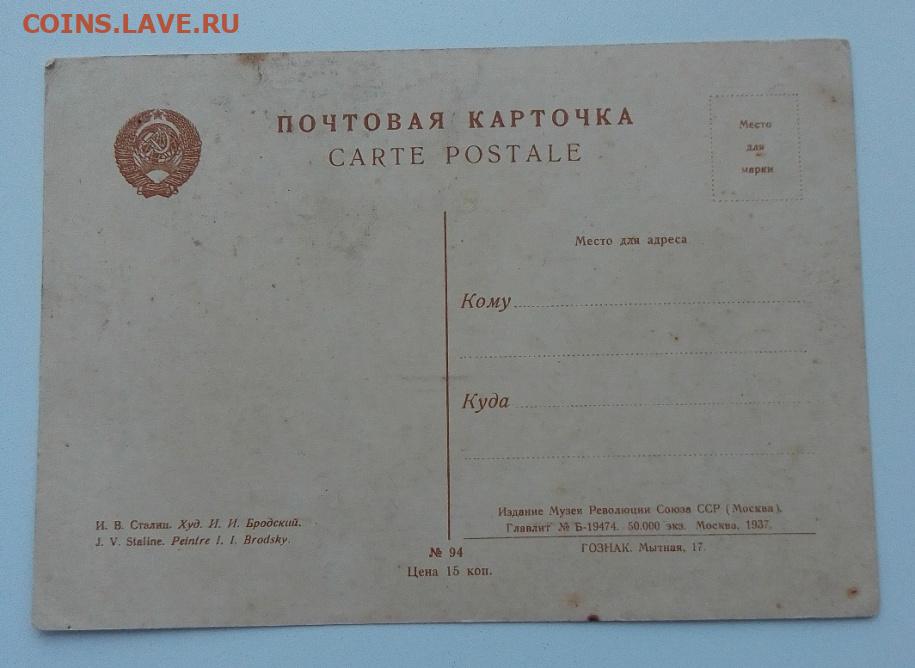 COINS.LAVE.RU
ПОЧТОВАЯ КАРТОЧКА
CARTE POSTALE
Место
для
марки
Место для адреса
Кому
Куда
И. В. Сталин. Худ. И. И. Бродский.
J. V. Staline. Peintre I. I. Brodsky.
№ 94
Цена 15 коп.
Издание Музея Революции Союза ССР (Москва).
Главлит № Б-19474. 50.000 экз. Москва, 1937.
ГОЗНАК. Мытная, 17.